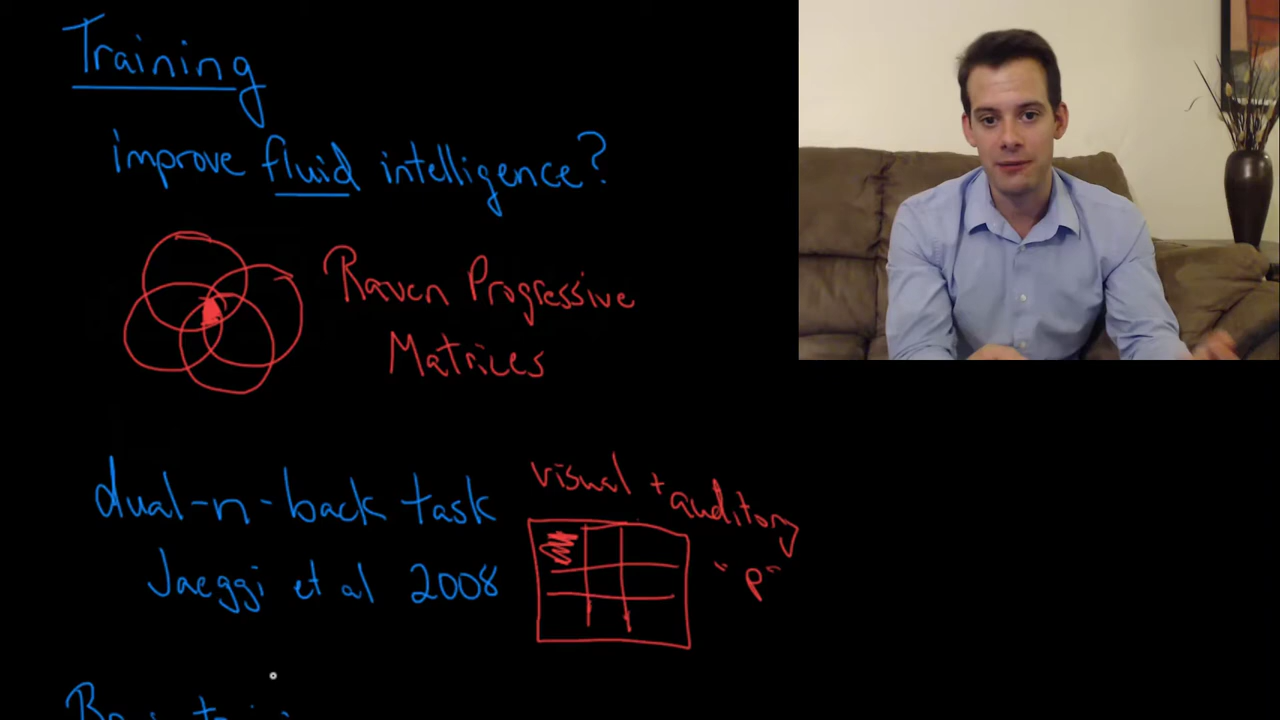 Training
improve fluid intelligence?
Raven Progressive
Matrices
dual-n-back task
Jaeggi et al 2008
visual + auditory
"P"